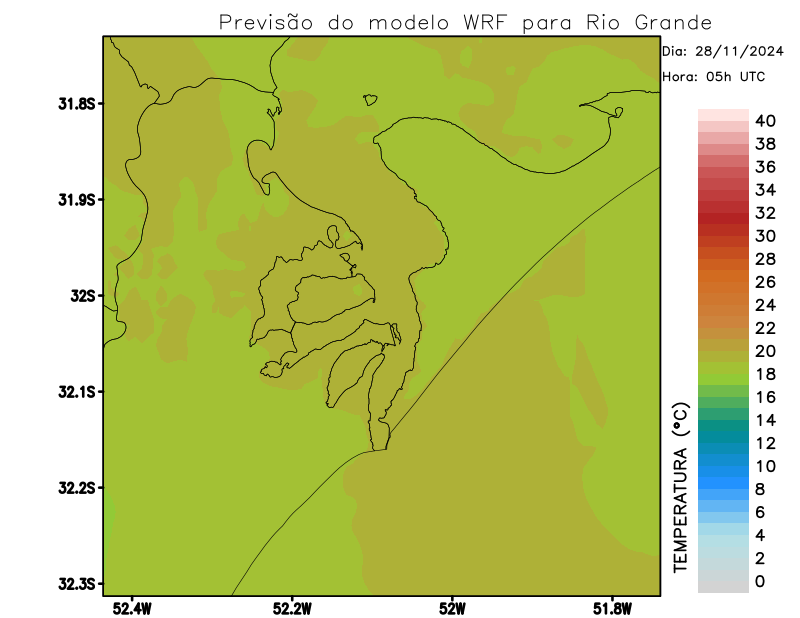 Previsão do modelo WRF para Rio Grande
Dia: 28/11/2024
Hora: 05h UTC
31.8S
31.9S
32S
32.1S
32.2S
32.3S
52.4W
52.2W
52W
51.8W
TEMPERATURA (°C)
40
38
36
34
32
30
28
26
24
22
20
18
16
14
12
10
8
6
4
2
0